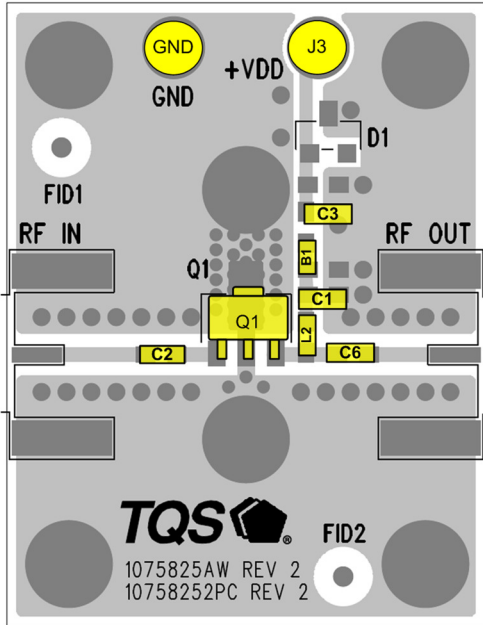 GND
J3
+VDD
GND
D1
FID1
C3
RF IN
RF OUT
B1
Q1
C1
Q1
L2
C2
C6
TQS®
FID2
1075825AW REV 2
10758252PC REV 2